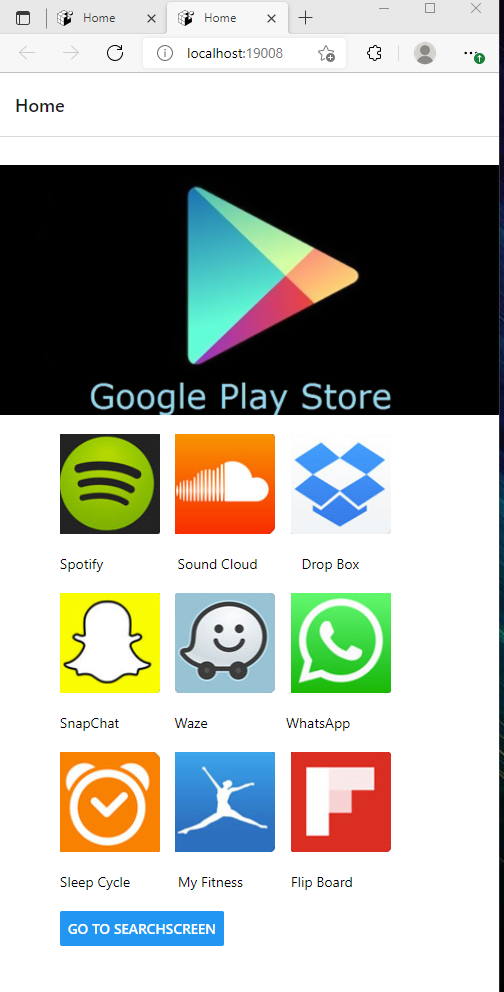 Home
Home
localhost:19008
Home
Google Play Store
Spotify
Sound Cloud
Drop Box
SnapChat
Waze
WhatsApp
Sleep Cycle
My Fitness
Flip Board
GO TO SEARCHSCREEN